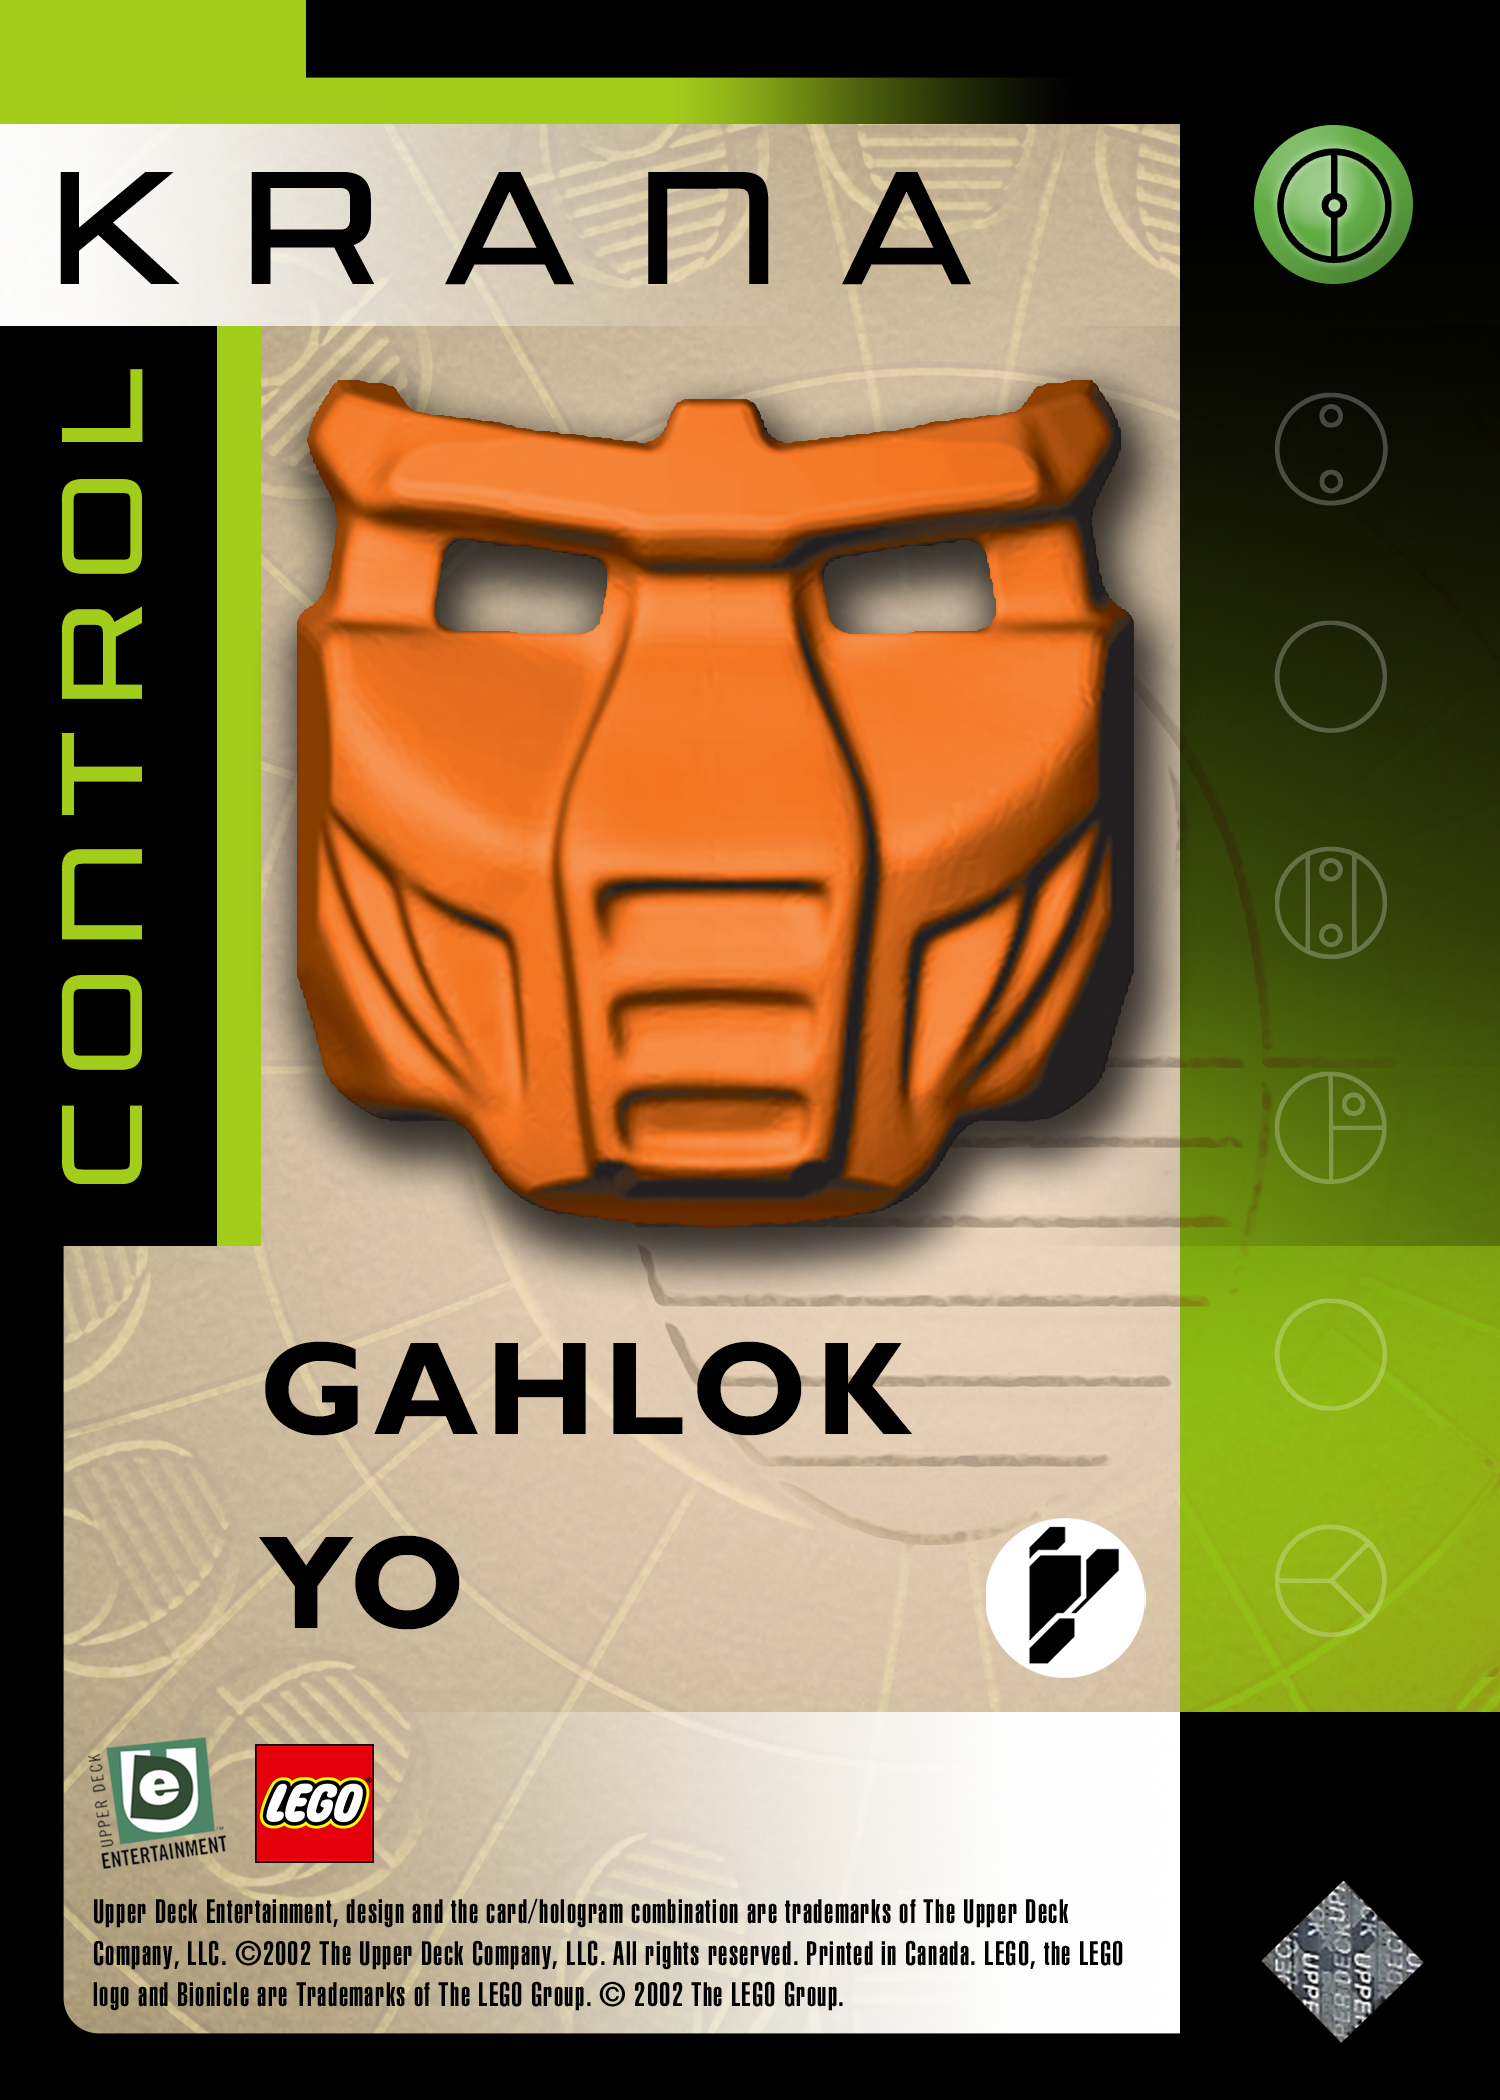 KRANA
CONTROL
GAHLOK
YO
UPPER DECK
ENTERTAINMENT™
LEGO
Upper Deck Entertainment, design and the card/hologram combination are trademarks of The Upper Deck
Company, LLC. ©2002 The Upper Deck Company, LLC. All rights reserved. Printed in Canada. LEGO, the LEGO
logo and Bionicle are Trademarks of The LEGO Group. © 2002 The LEGO Group.